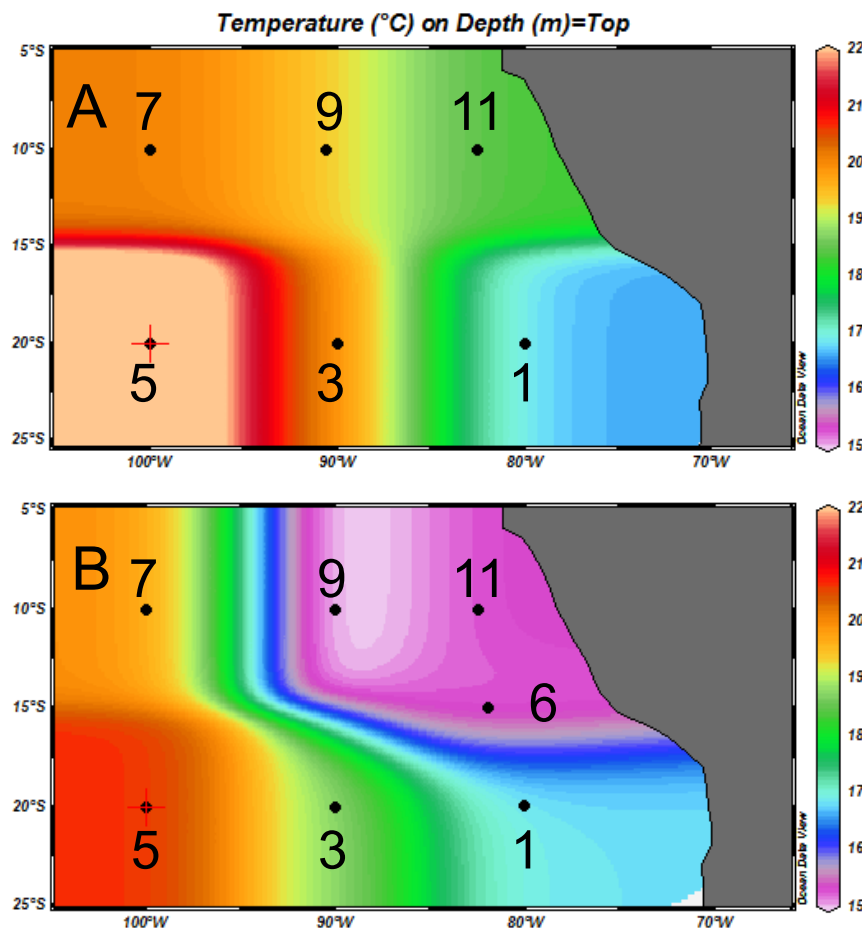 Temperature (°C) on Depth (m)=Top
5°S
22
A
7
9
11
21
10°S
20
19
15°S
18
17
20°S
5
3
1
16
Ocean Data View
25°S
15
100°W
90°W
80°W
70°W
5°S
22
B
7
9
11
21
10°S
20
19
6
15°S
18
17
20°S
5
3
1
16
Ocean Data View
25°S
15
100°W
90°W
80°W
70°W